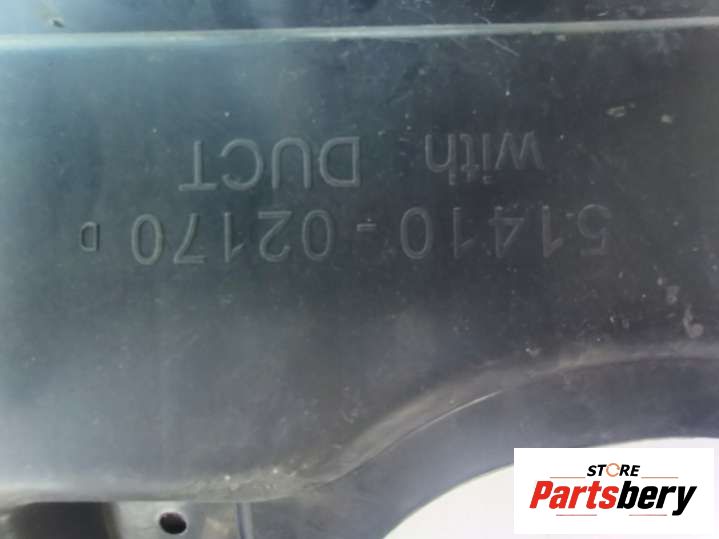 51410-02170 D
with DUCT
STORE
Partsbery